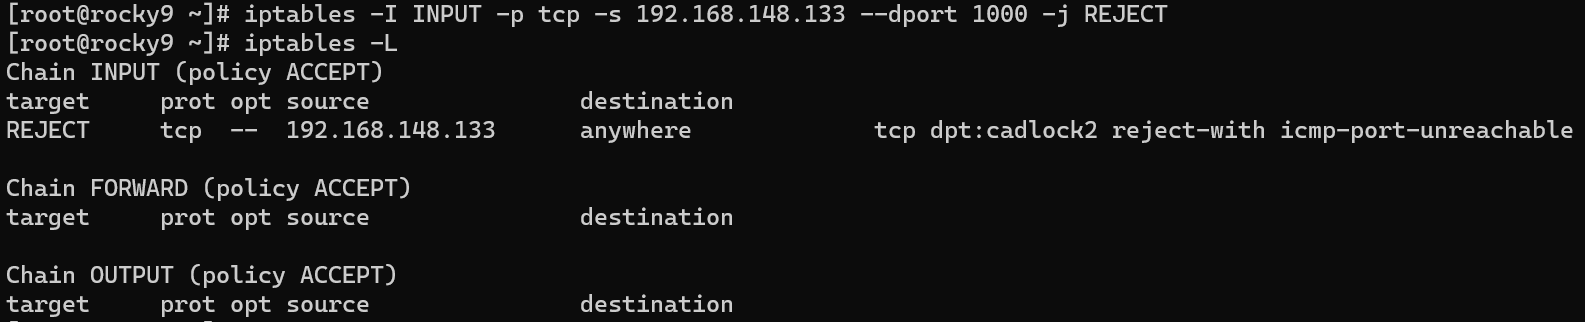 [root@rocky9 ~]# iptables -I INPUT -p tcp -s 192.168.148.133 --dport 1000 -j REJECT
[root@rocky9 ~]# iptables -L
Chain INPUT (policy ACCEPT)
target     prot opt source               destination
REJECT     tcp  --  192.168.148.133      anywhere             tcp dpt:cadlock2 reject-with icmp-port-unreachable

Chain FORWARD (policy ACCEPT)
target     prot opt source               destination

Chain OUTPUT (policy ACCEPT)
target     prot opt source               destination